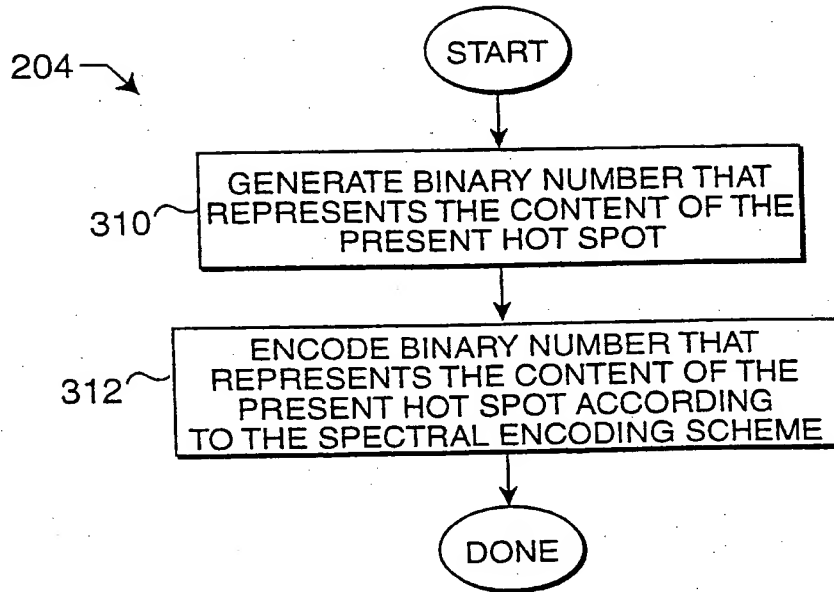 START
204
GENERATE BINARY NUMBER THAT
REPRESENTS THE CONTENT OF THE
PRESENT HOT SPOT
310
ENCODE BINARY NUMBER THAT
REPRESENTS THE CONTENT OF THE
PRESENT HOT SPOT ACCORDING
TO THE SPECTRAL ENCODING SCHEME
312
DONE